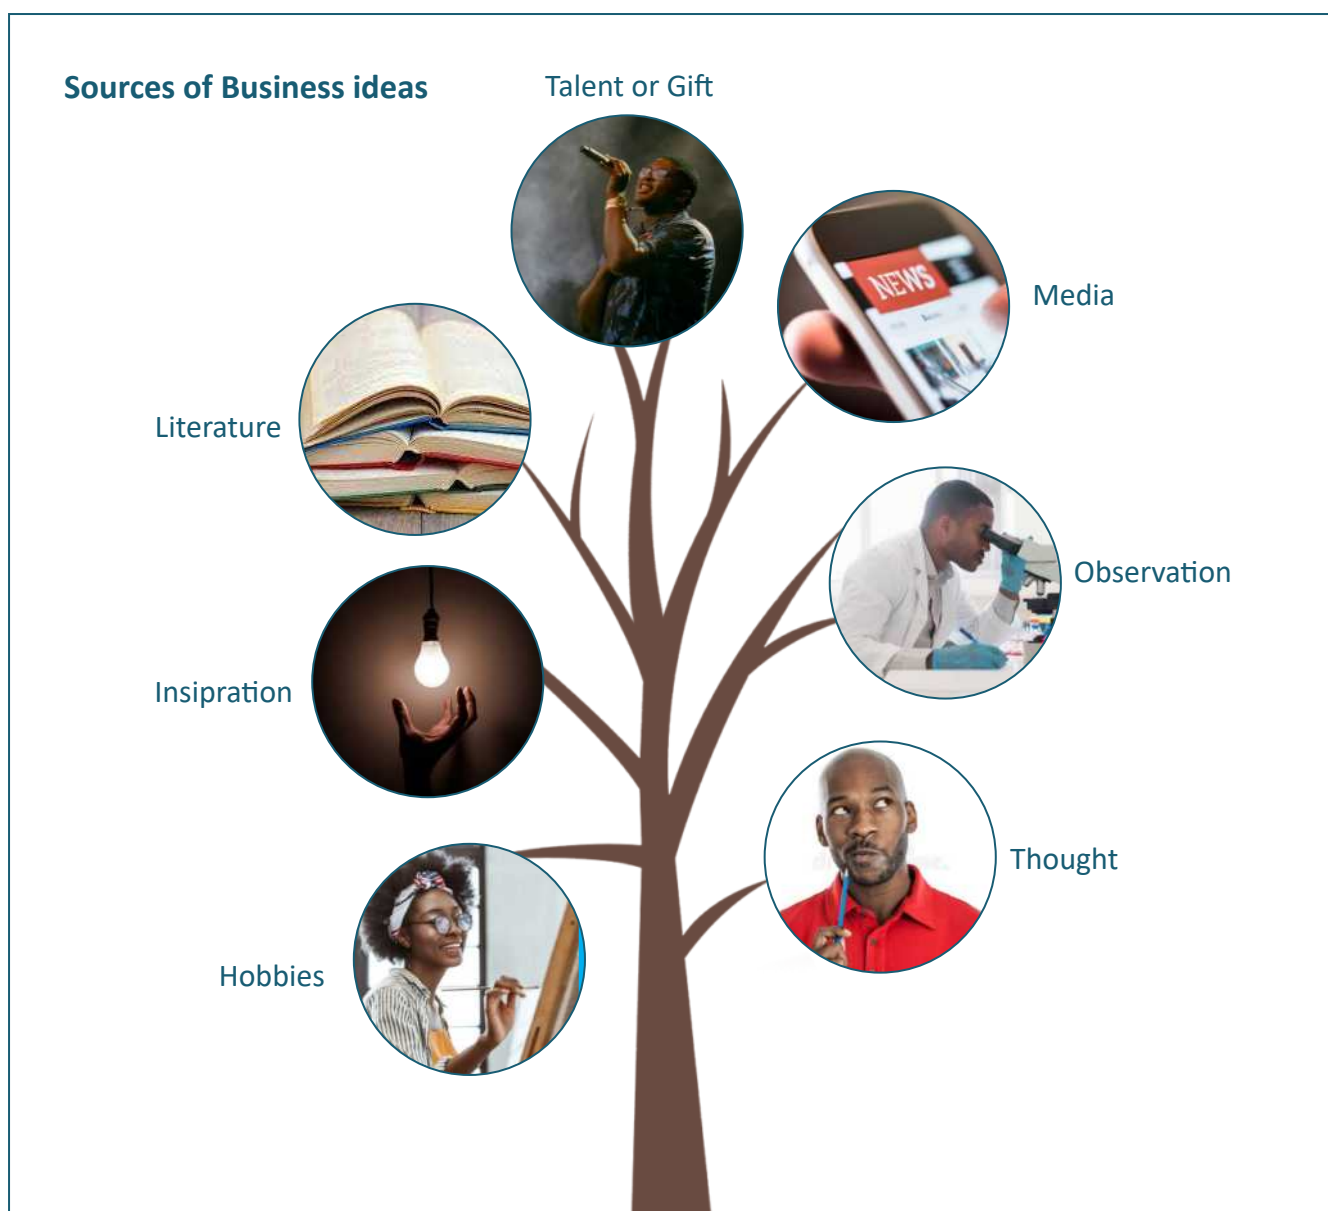 Sources of Business ideas
Talent or Gift
NEWS
Media
Literature
Observation
Insipration
Thought
Hobbies